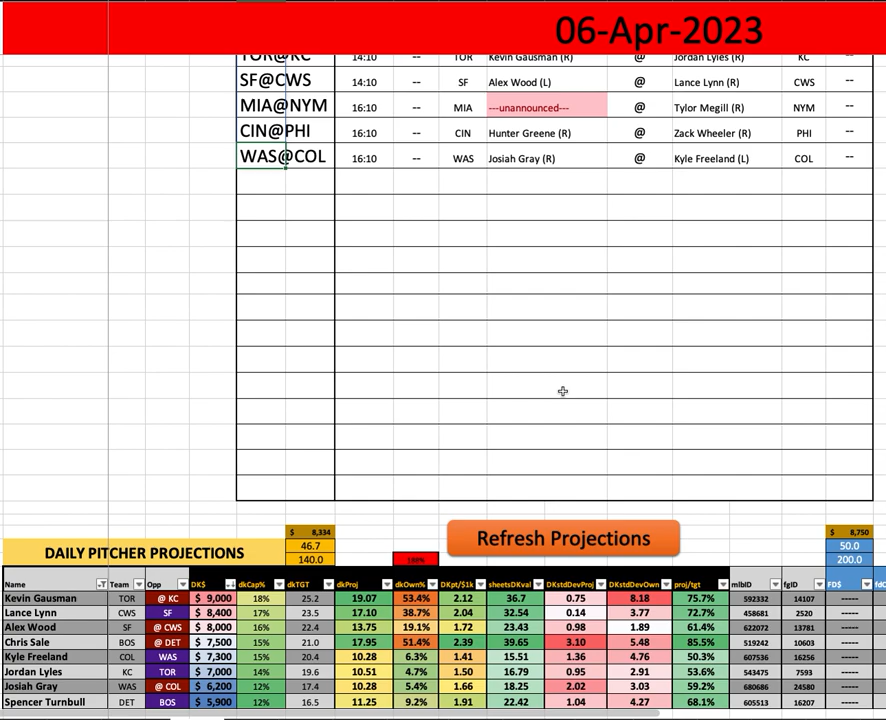 06-Apr-2023
TOR@KC 14:10 -- TOR Kevin Gausman (R) @ Jordan Lyles (R) KC --
SF@CWS 14:10 -- SF Alex Wood (L) @ Lance Lynn (R) CWS --
MIA@NYM 16:10 -- MIA ---unannounced--- @ Tylor Megill (R) NYM --
CIN@PHI 16:10 -- CIN Hunter Greene (R) @ Zack Wheeler (R) PHI --
WAS@COL 16:10 -- WAS Josiah Gray (R) @ Kyle Freeland (L) COL --
$ 8,334 Refresh Projections $ 8,750
DAILY PITCHER PROJECTIONS 46.7 50.0
140.0 200.0
Name Team Opp DK$ dkCap% dkTGT dkProj dkOwn% DKpt/$1k sheetsDKval DKstdDevProj DKstdDevOwn proj/tgt mlbID fgID FD$
Kevin Gausman TOR @ KC $ 9,000 18% 25.2 19.07 53.4% 2.12 36.7 0.75 8.18 75.7% 592332 14107 -----
Lance Lynn CWS SF $ 8,400 17% 23.5 17.10 38.7% 2.04 32.54 0.14 3.77 72.7% 458681 2520 -----
Alex Wood SF @ CWS $ 8,000 16% 22.4 13.75 19.1% 1.72 23.43 0.98 1.89 61.4% 622072 13781 -----
Chris Sale BOS @ DET $ 7,500 15% 21.0 17.95 51.4% 2.39 39.65 3.10 5.48 85.5% 519242 10603 -----
Kyle Freeland COL WAS $ 7,300 15% 20.4 10.28 6.3% 1.41 15.51 1.36 4.76 50.3% 607536 16256 -----
Jordan Lyles KC TOR $ 7,000 14% 19.6 10.51 4.7% 1.50 16.79 0.95 2.91 53.6% 543475 7593 -----
Josiah Gray WAS @ COL $ 6,200 12% 17.4 10.28 5.4% 1.66 18.25 2.02 3.03 59.2% 680686 24580 -----
Spencer Turnbull DET BOS $ 5,900 12% 16.5 11.25 9.2% 1.91 22.42 1.04 4.27 68.1% 605513 16207 -----